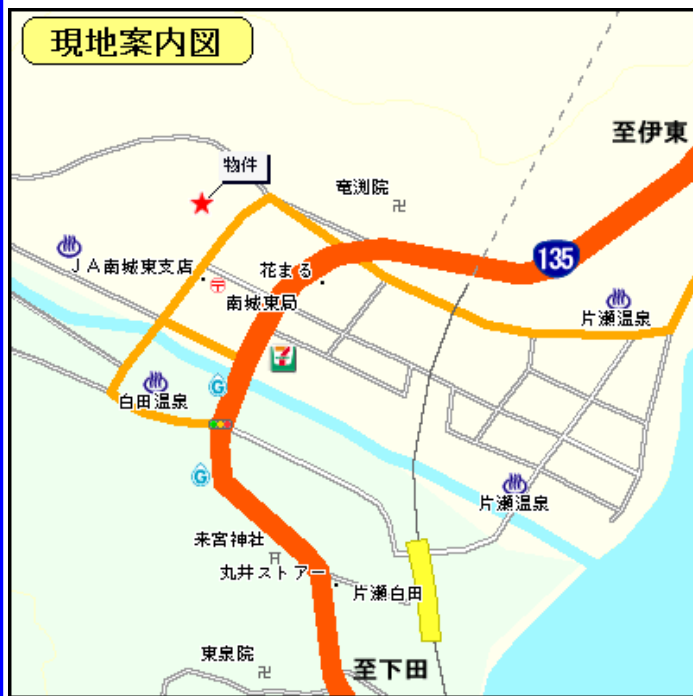 現地案内図
至伊東
物件
竜渕院
135
JA南城東支店
花まる
〒
南城東局
片瀬温泉
7
G
白田温泉
G
片瀬温泉
来宮神社
丸井ストアー
片瀬白田
東泉院
至下田